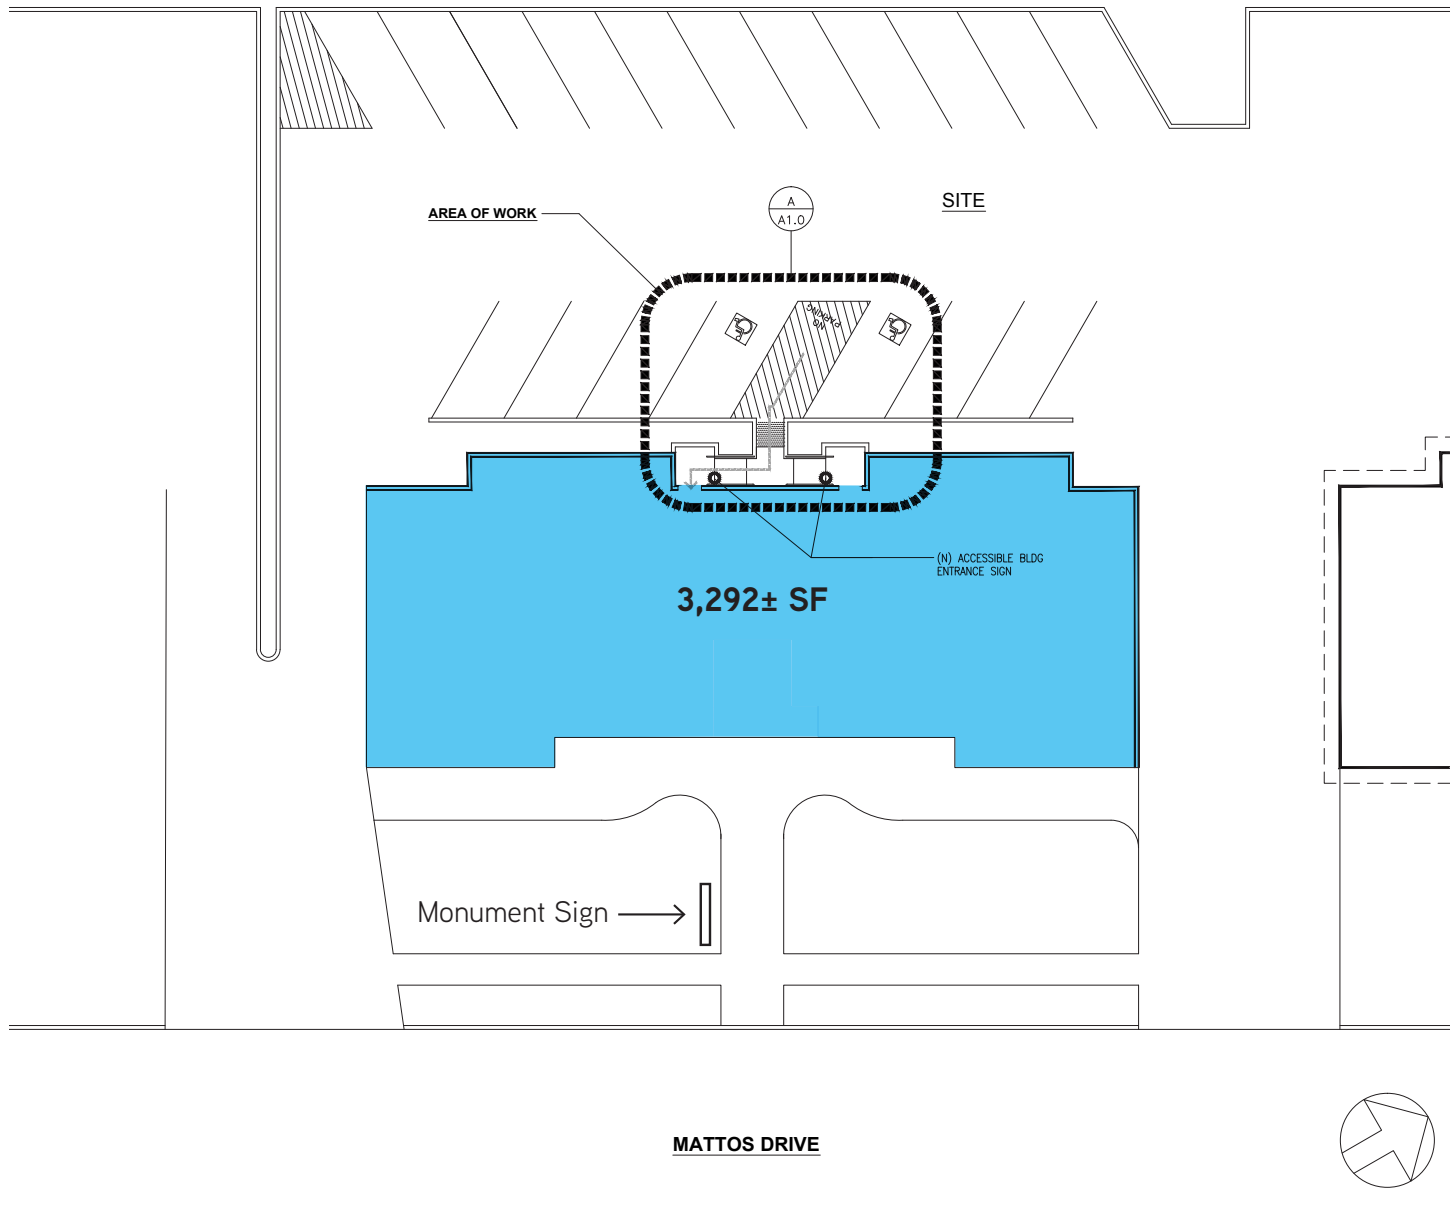 A
A1.0
SITE
AREA OF WORK
NO
PARKING
(N) ACCESSIBLE BLDG
ENTRANCE SIGN
3,292± SF
Monument Sign
MATTOS DRIVE